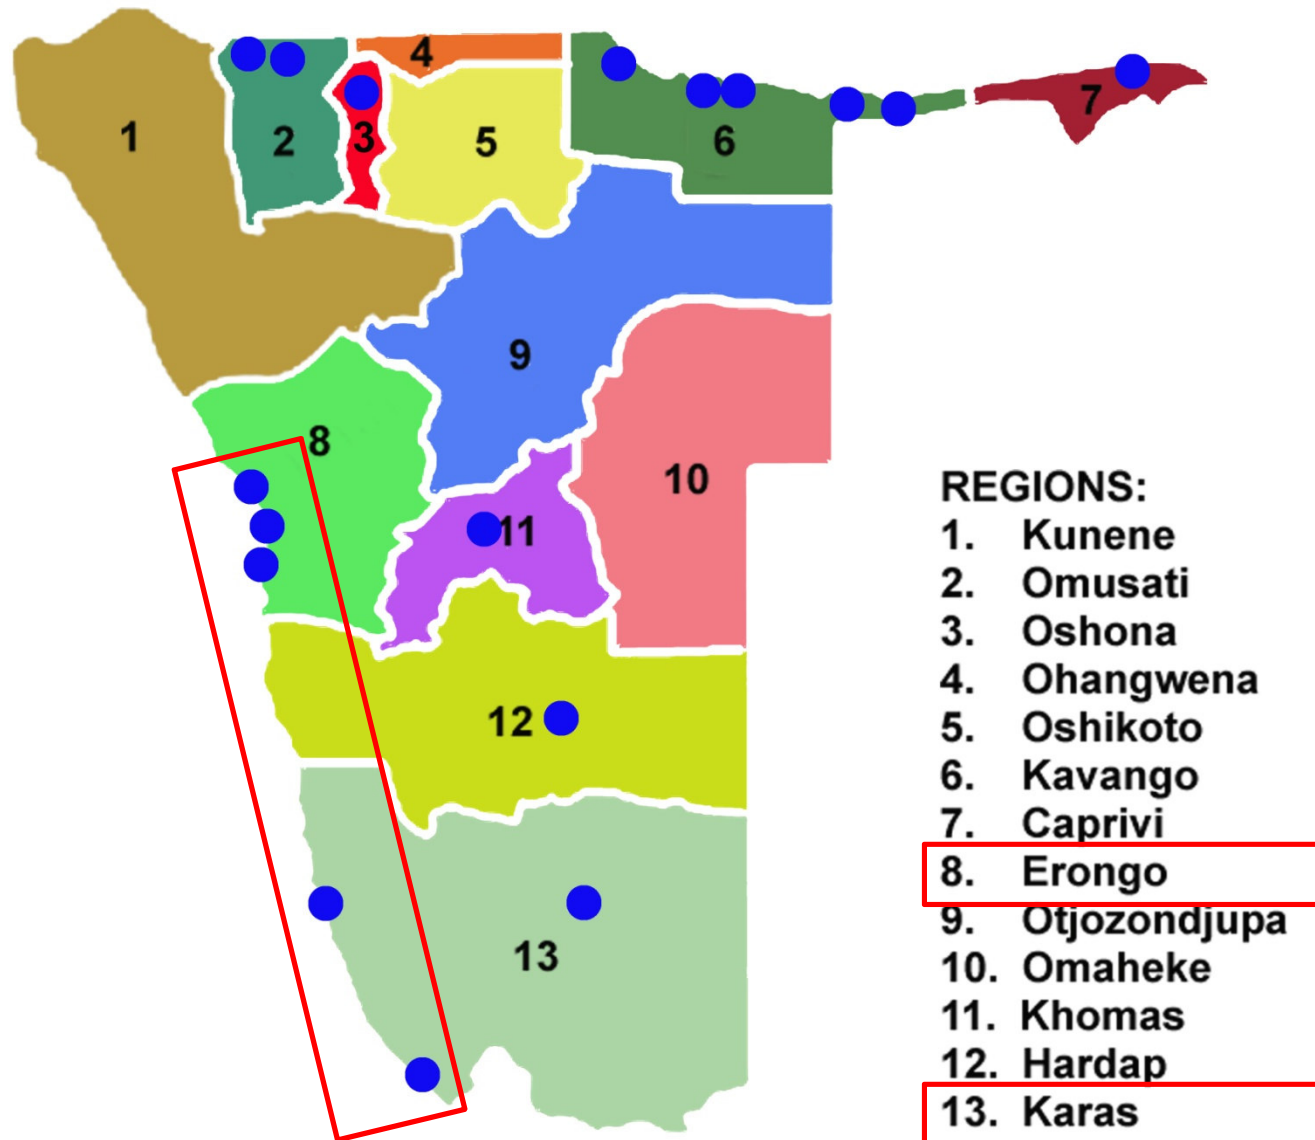 4
7
1
2
3
5
6
9
8
10
11
12
13
REGIONS:
1. Kunene
2. Omusati
3. Oshona
4. Ohangwena
5. Oshikoto
6. Kavango
7. Caprivi
8. Erongo
9. Otjozondjupa
10. Omaheke
11. Khomas
12. Hardap
13. Karas